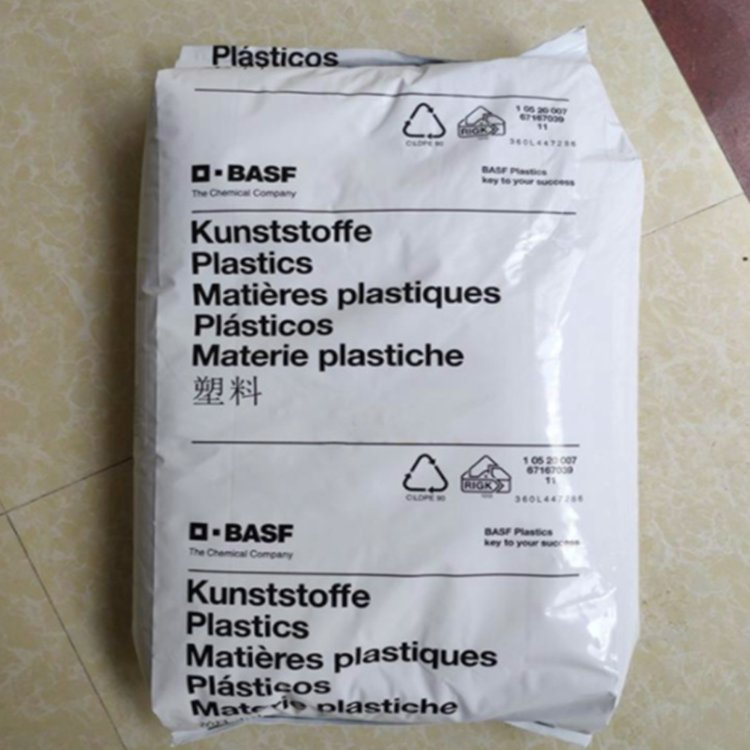 Plásticos
1 05 20 007
67167039
11
RIGK
C/LDPE 90
360L447286
BASF
The Chemical Company
BASF Plastics
key to your success
Kunststoffe
Plastics
Matières plastiques
Plásticos
Materie plastiche
塑料
1 05 20 007
67167039
11
RIGK
C/LDPE 90
360L447286
BASF
The Chemical Company
BASF Plastics
key to your success
Kunststoffe
Plastics
Matières plastiques
Plásticos
Materie plastiche